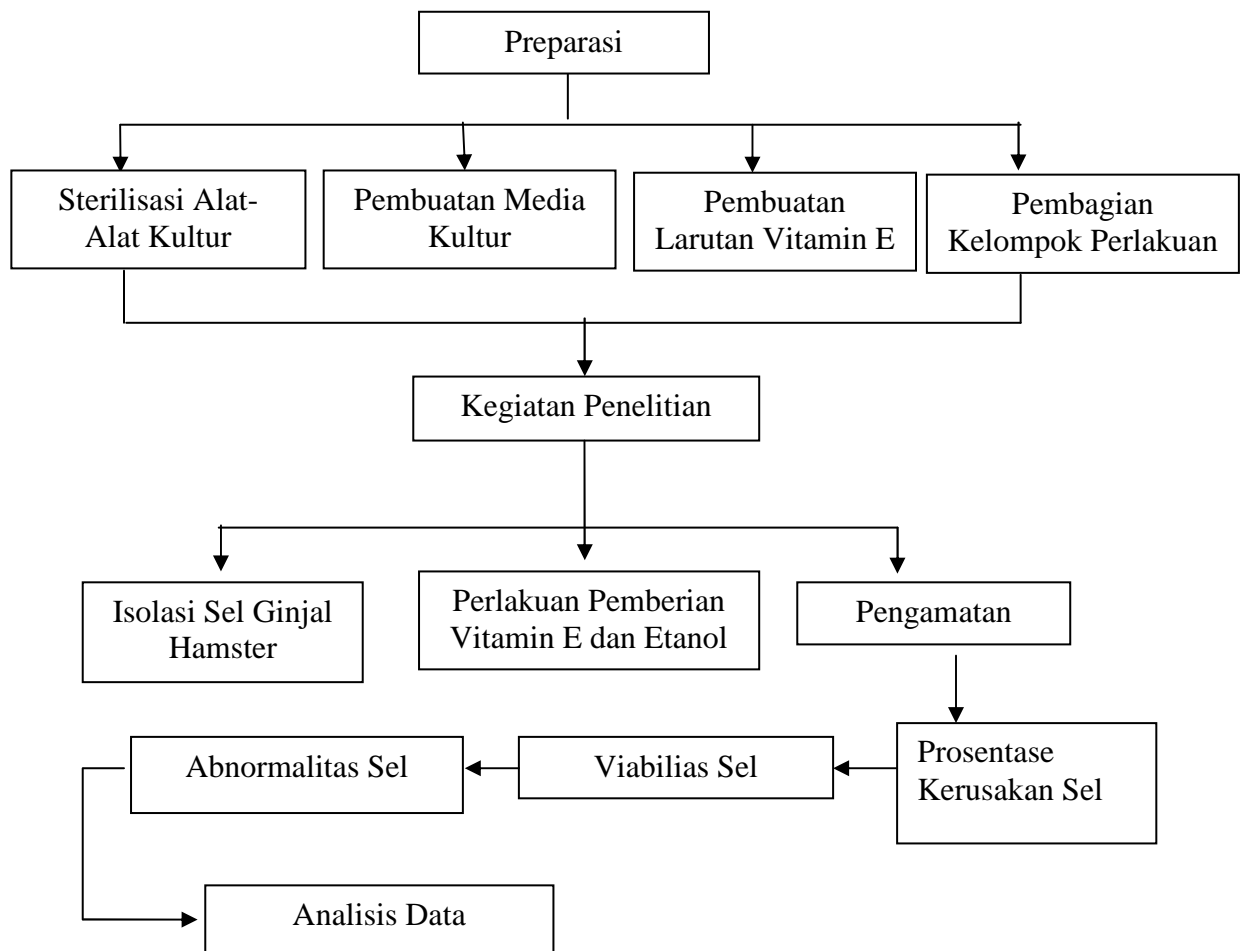 Preparasi
Sterilisasi Alat-
Alat Kultur
Pembuatan Media
Kultur
Pembuatan
Larutan Vitamin E
Pembagian
Kelompok Perlakuan
Kegiatan Penelitian
Isolasi Sel Ginjal
Hamster
Perlakuan Pemberian
Vitamin E dan Etanol
Pengamatan
Prosentase
Kerusakan Sel
Viabilias Sel
Abnormalitas Sel
Analisis Data